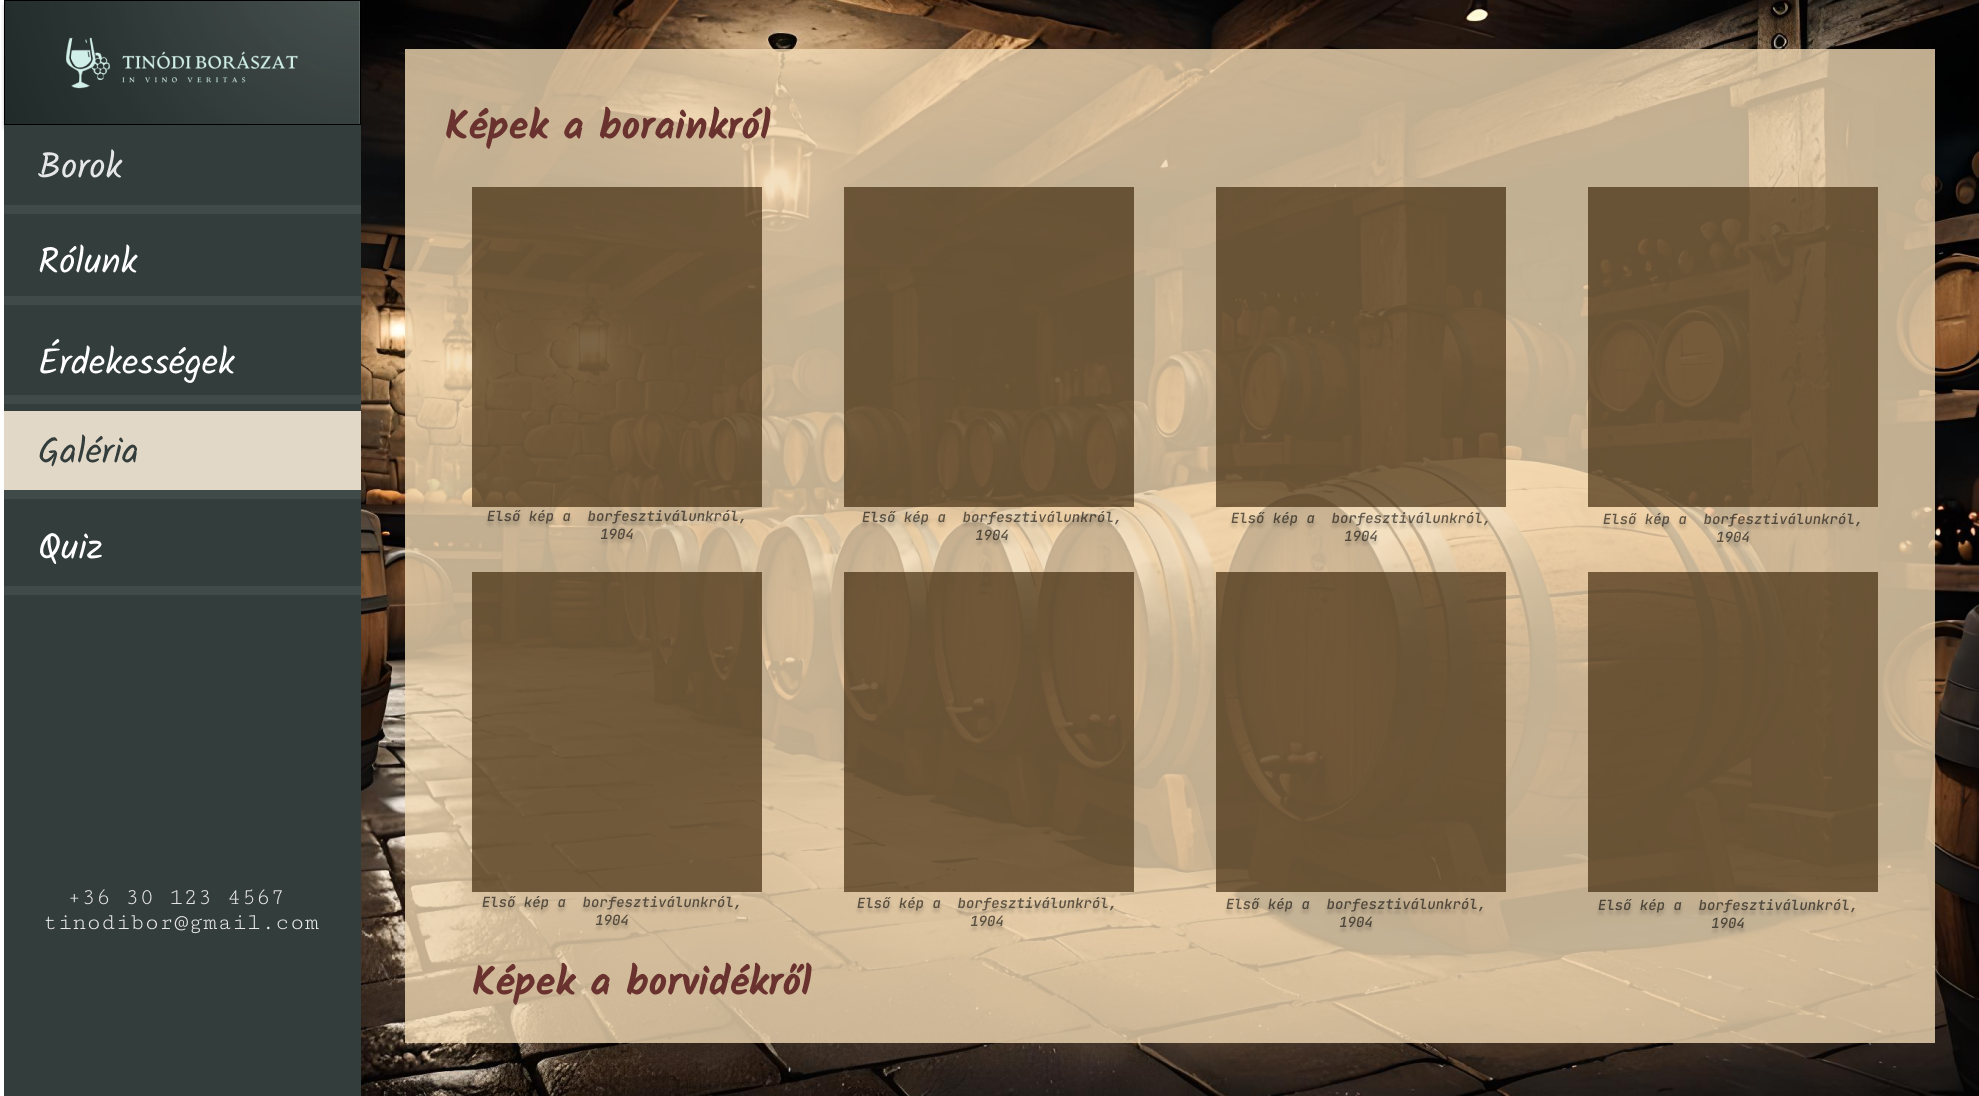 TINÓDI BORÁSZAT
IN VINO VERITAS
Borok
Rólunk
Érdekességek
Galéria
Quiz
+36 30 123 4567
tinodibor@gmail.com
Képek a borainkról
Első kép a borfesztiválunkról,
1904
Első kép a borfesztiválunkról,
1904
Első kép a borfesztiválunkról,
1904
Első kép a borfesztiválunkról,
1904
Első kép a borfesztiválunkról,
1904
Első kép a borfesztiválunkról,
1904
Első kép a borfesztiválunkról,
1904
Első kép a borfesztiválunkról,
1904
Képek a borvidékről